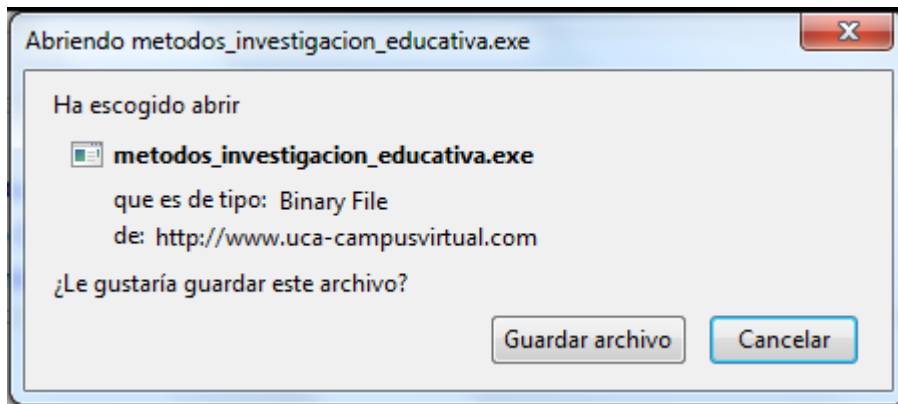 Abriendo metodos_investigacion_educativa.exe
Ha escogido abrir
metodos_investigacion_educativa.exe
que es de tipo: Binary File
de: http://www.uca-campusvirtual.com
¿Le gustaría guardar este archivo?
Guardar archivo Cancelar